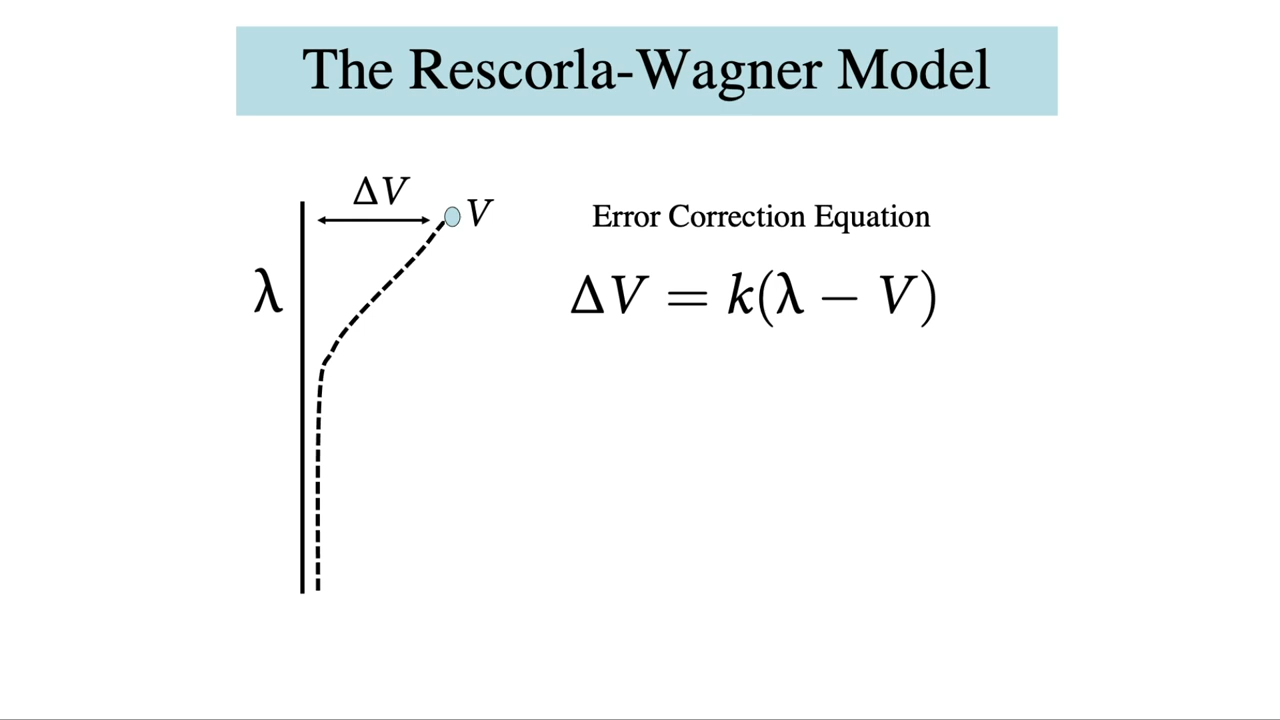 The Rescorla-Wagner Model
ΔV
V
Error Correction Equation
λ
ΔV = k(λ − V)